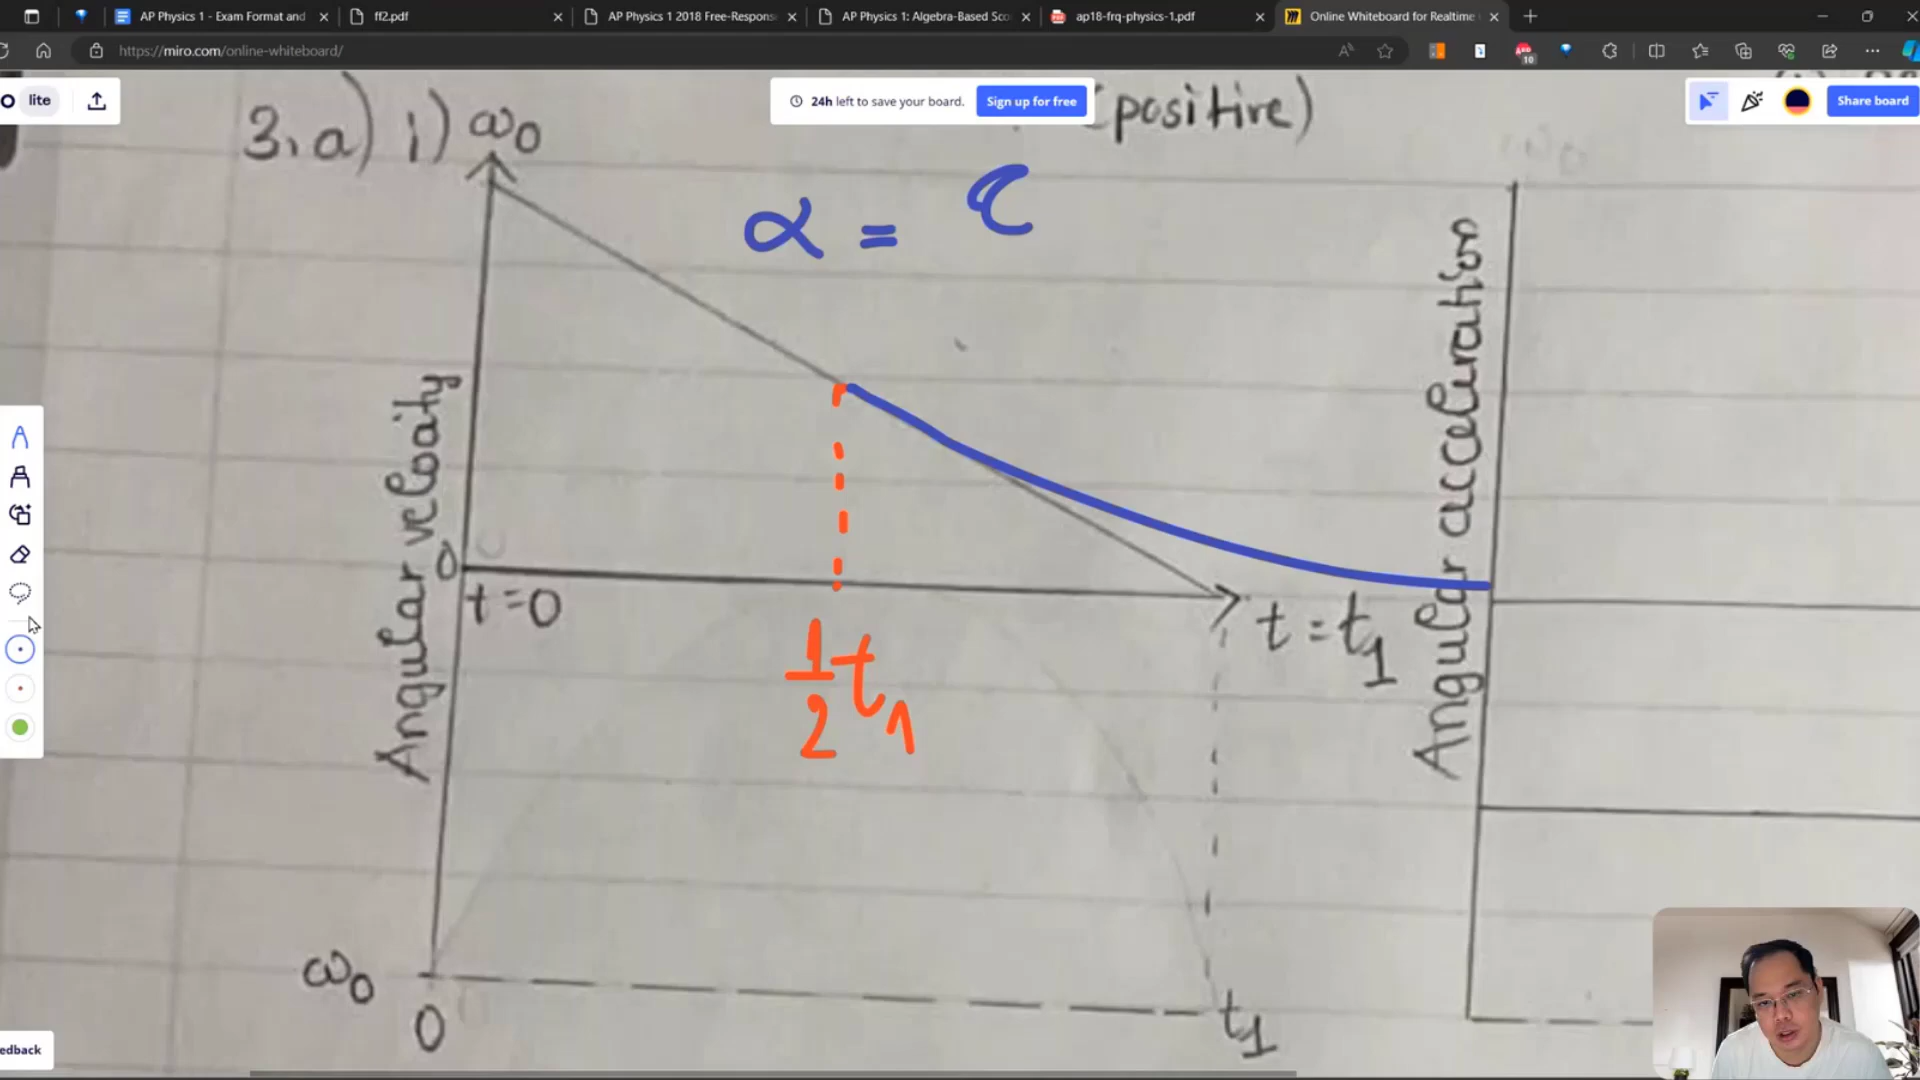 AP Physics 1 - Exam Format and
ff2.pdf
AP Physics 1 2018 Free-Respons
AP Physics 1: Algebra-Based Sco
ap18-frq-physics-1.pdf
Online Whiteboard for Realtime
https://miro.com/online-whiteboard/
10
lite
24h left to save your board.
Sign up for free
Share board
(positive)
3.a) i) ω0
α = τ
Angular velocity
Angular acceleration
0
t=0
t=t1
1/2 t1
ω0
0
t1
edback